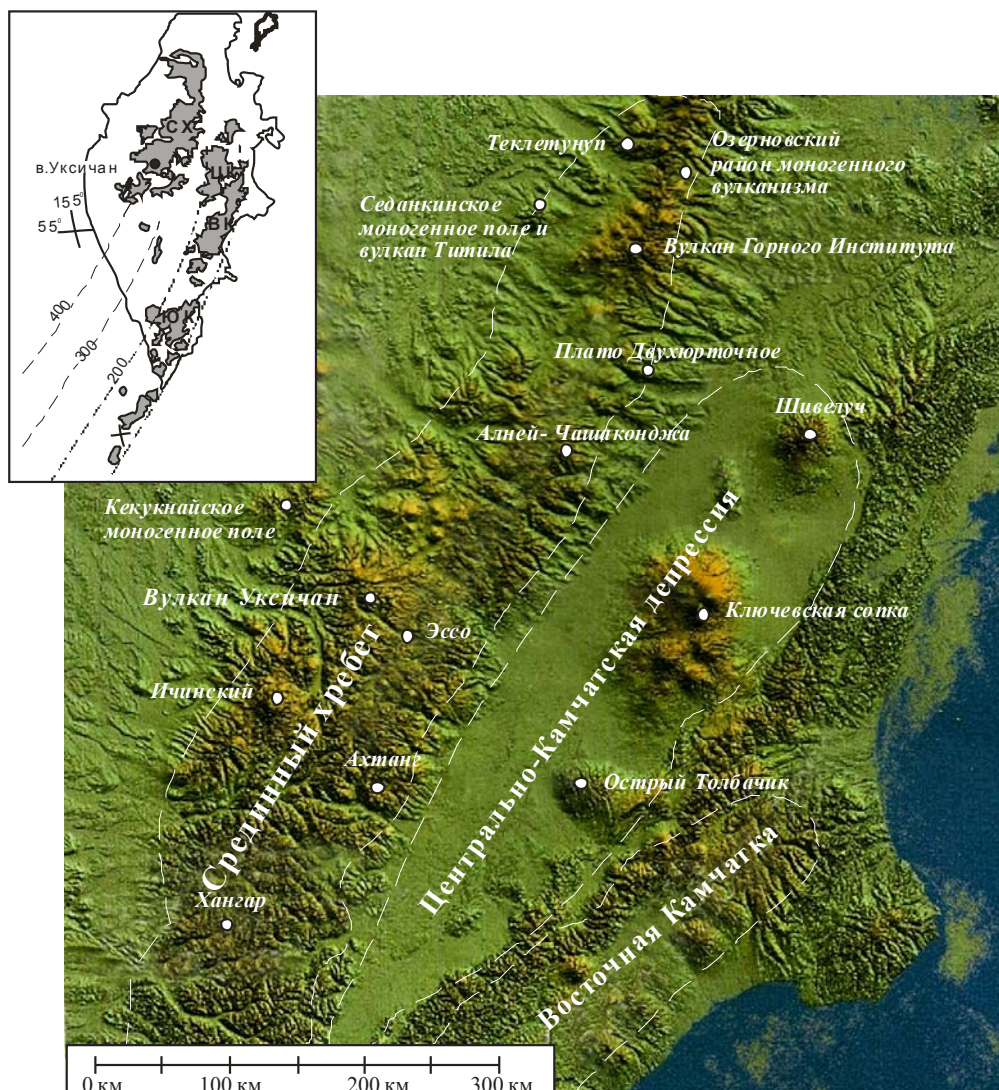 СХ
в.Уксичан
ЦКД
155°
55°
ВК
400
300
200
ЮК
Теклетунуп
Озерновский
район моногенного
вулканизма
Седанкинское
моногенное поле и
вулкан Титила
Вулкан Горного Института
Плато Двухюрточное
Шивелуч
Алней- Чашаконджа
Кекукнайское
моногенное поле
Вулкан Уксичан
Ключевская сопка
Эссо
Ичинский
Ахтанг
Острый Толбачик
Хангар
Срединный хребет
Центрально-Камчатская депрессия
Восточная Камчатка
0 км 100 км 200 км 300 км